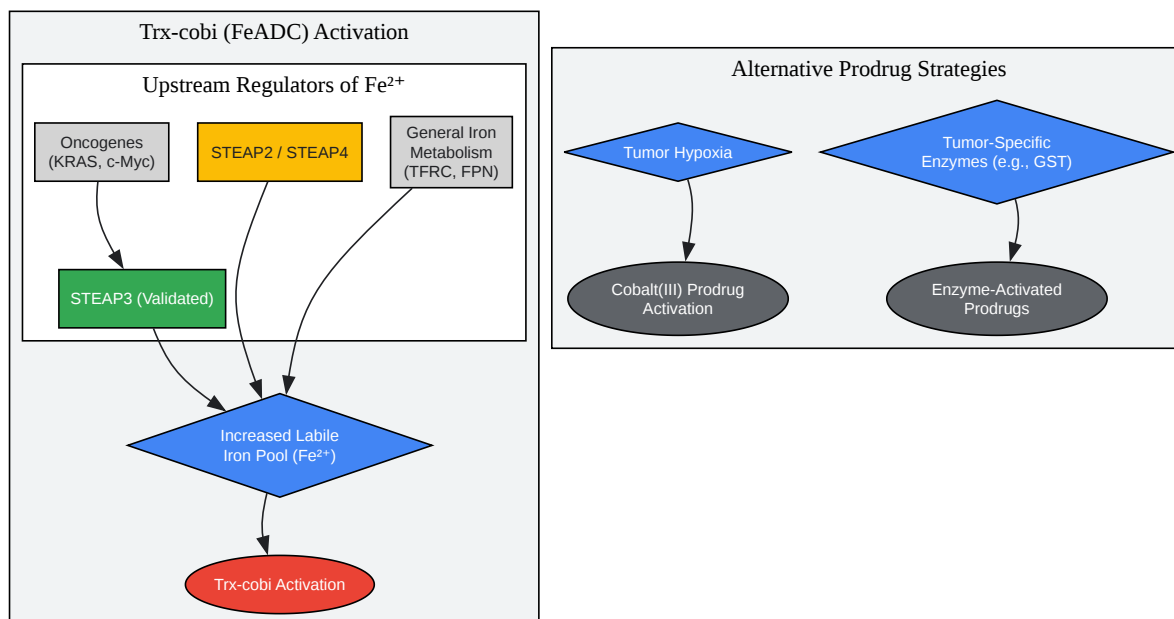 Trx-cobi (FeADC) Activation
Upstream Regulators of Fe²⁺
Oncogenes
(KRAS, c-Myc)
STEAP2 / STEAP4
General Iron
Metabolism
(TFRC, FPN)
STEAP3 (Validated)
Increased Labile
Iron Pool (Fe²⁺)
Trx-cobi Activation
Alternative Prodrug Strategies
Tumor Hypoxia
Tumor-Specific
Enzymes (e.g., GST)
Cobalt(III) Prodrug
Activation
Enzyme-Activated
Prodrugs